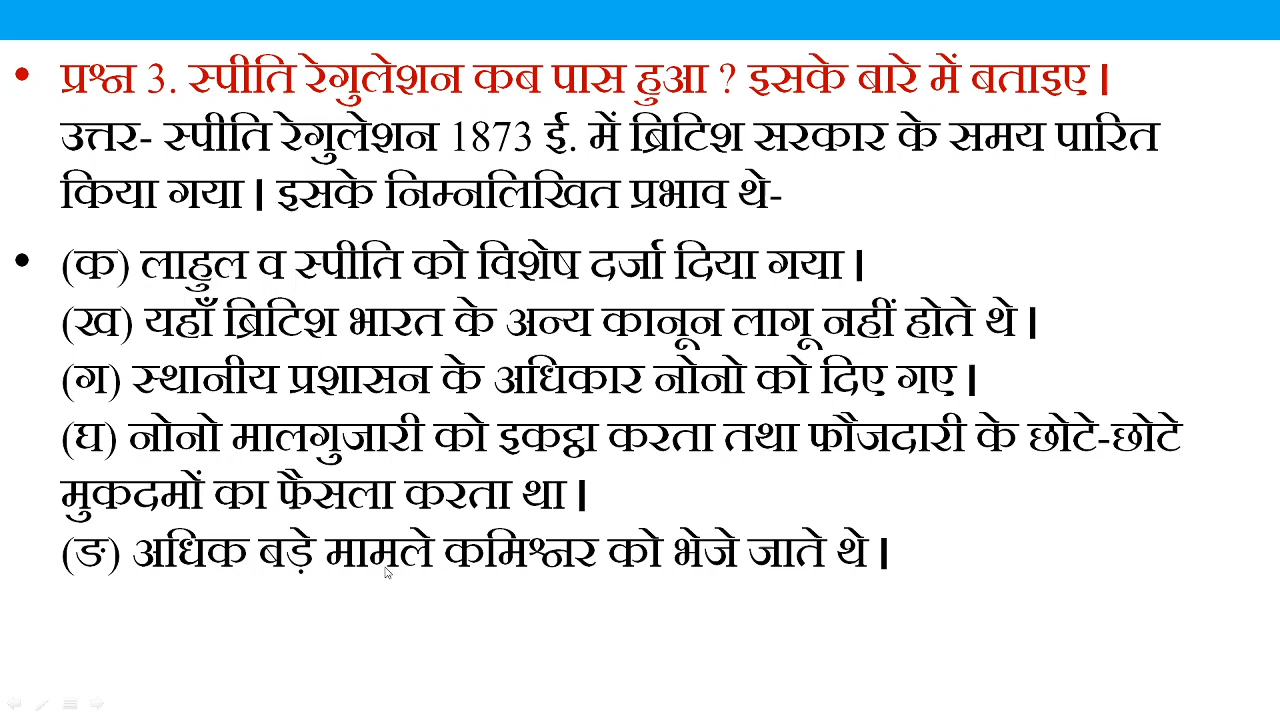 • प्रश्न 3. स्पीति रेगुलेशन कब पास हुआ ? इसके बारे में बताइए |
उत्तर- स्पीति रेगुलेशन 1873 ई. में ब्रिटिश सरकार के समय पारित
किया गया | इसके निम्नलिखित प्रभाव थे-
• (क) लाहुल व स्पीति को विशेष दर्जा दिया गया |
(ख) यहाँ ब्रिटिश भारत के अन्य कानून लागू नहीं होते थे |
(ग) स्थानीय प्रशासन के अधिकार नोनो को दिए गए |
(घ) नोनो मालगुजारी को इकट्ठा करता तथा फौजदारी के छोटे-छोटे
मुकदमों का फैसला करता था |
(ङ) अधिक बड़े मामले कमिश्नर को भेजे जाते थे |